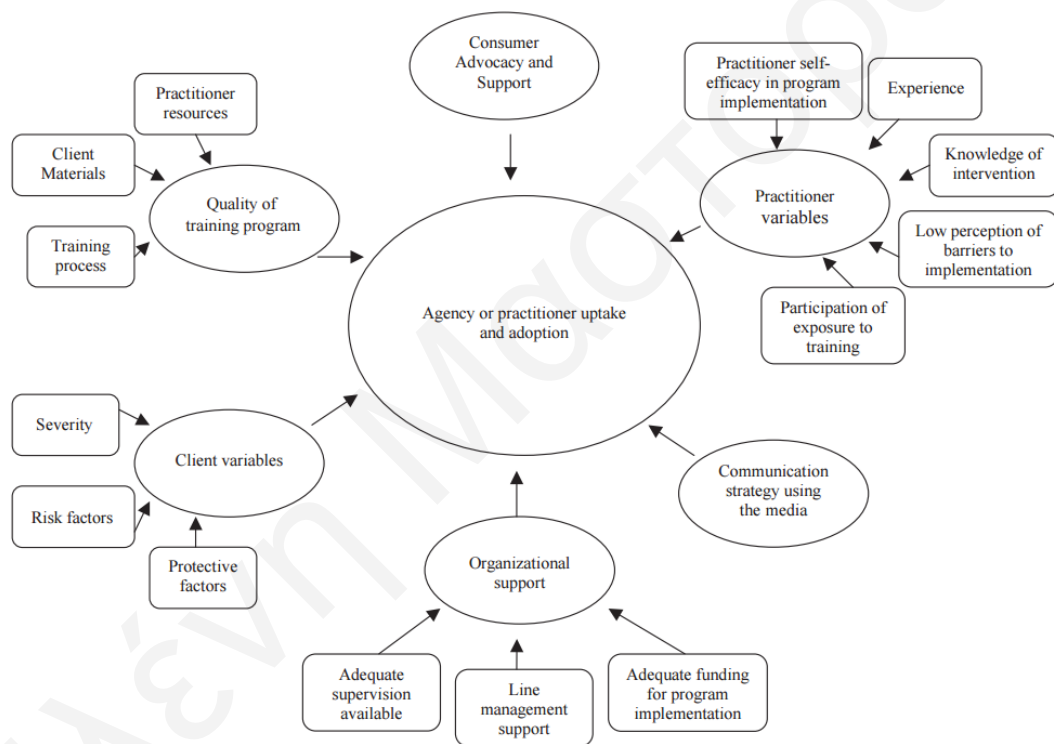 Consumer
Advocacy and
Support
Practitioner
resources
Client
Materials
Training
process
Quality of
training program
Practitioner self-
efficacy in program
implementation
Experience
Knowledge of
intervention
Practitioner
variables
Low perception of
barriers to
implementation
Participation of
exposure to
training
Agency or practitioner uptake
and adoption
Severity
Risk factors
Protective
factors
Client variables
Communication
strategy using
the media
Organizational
support
Adequate
supervision
available
Line
management
support
Adequate funding
for program
implementation